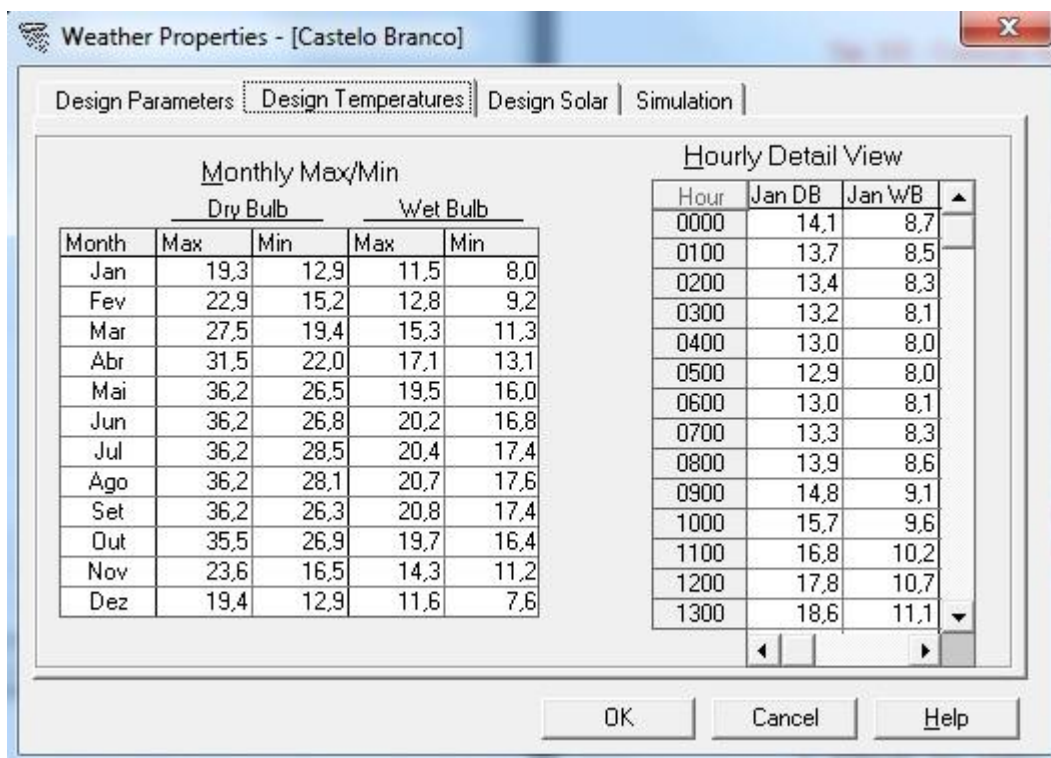 Weather Properties - [Castelo Branco]
Design Parameters Design Temperatures Design Solar Simulation
Monthly Max/Min
Dry Bulb Wet Bulb
Month Max Min Max Min
Jan 19,3 12,9 11,5 8,0
Fev 22,9 15,2 12,8 9,2
Mar 27,5 19,4 15,3 11,3
Abr 31,5 22,0 17,1 13,1
Mai 36,2 26,5 19,5 16,0
Jun 36,2 26,8 20,2 16,8
Jul 36,2 28,5 20,4 17,4
Ago 36,2 28,1 20,7 17,6
Set 36,2 26,3 20,8 17,4
Out 35,5 26,9 19,7 16,4
Nov 23,6 16,5 14,3 11,2
Dez 19,4 12,9 11,6 7,6
Hourly Detail View
Hour Jan DB Jan WB
0000 14,1 8,7
0100 13,7 8,5
0200 13,4 8,3
0300 13,2 8,1
0400 13,0 8,0
0500 12,9 8,0
0600 13,0 8,1
0700 13,3 8,3
0800 13,9 8,6
0900 14,8 9,1
1000 15,7 9,6
1100 16,8 10,2
1200 17,8 10,7
1300 18,6 11,1
OK Cancel Help